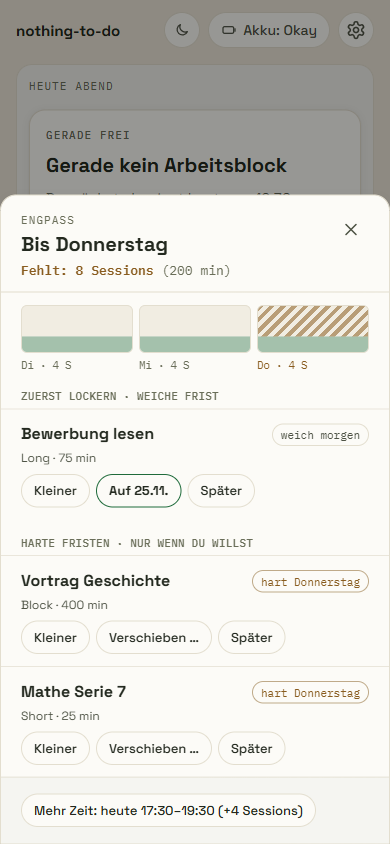 nothing-to-do
Akku: Okay
HEUTE ABEND
GERADE FREI
Gerade kein Arbeitsblock
ENGPASS
Bis Donnerstag
Fehlt: 8 Sessions (200 min)
Di · 4 S
Mi · 4 S
Do · 4 S
ZUERST LOCKERN · WEICHE FRIST
Bewerbung lesen
weich morgen
Long · 75 min
Kleiner
Auf 25.11.
Später
HARTE FRISTEN · NUR WENN DU WILLST
Vortrag Geschichte
hart Donnerstag
Block · 400 min
Kleiner
Verschieben …
Später
Mathe Serie 7
hart Donnerstag
Short · 25 min
Kleiner
Verschieben …
Später
Mehr Zeit: heute 17:30–19:30 (+4 Sessions)